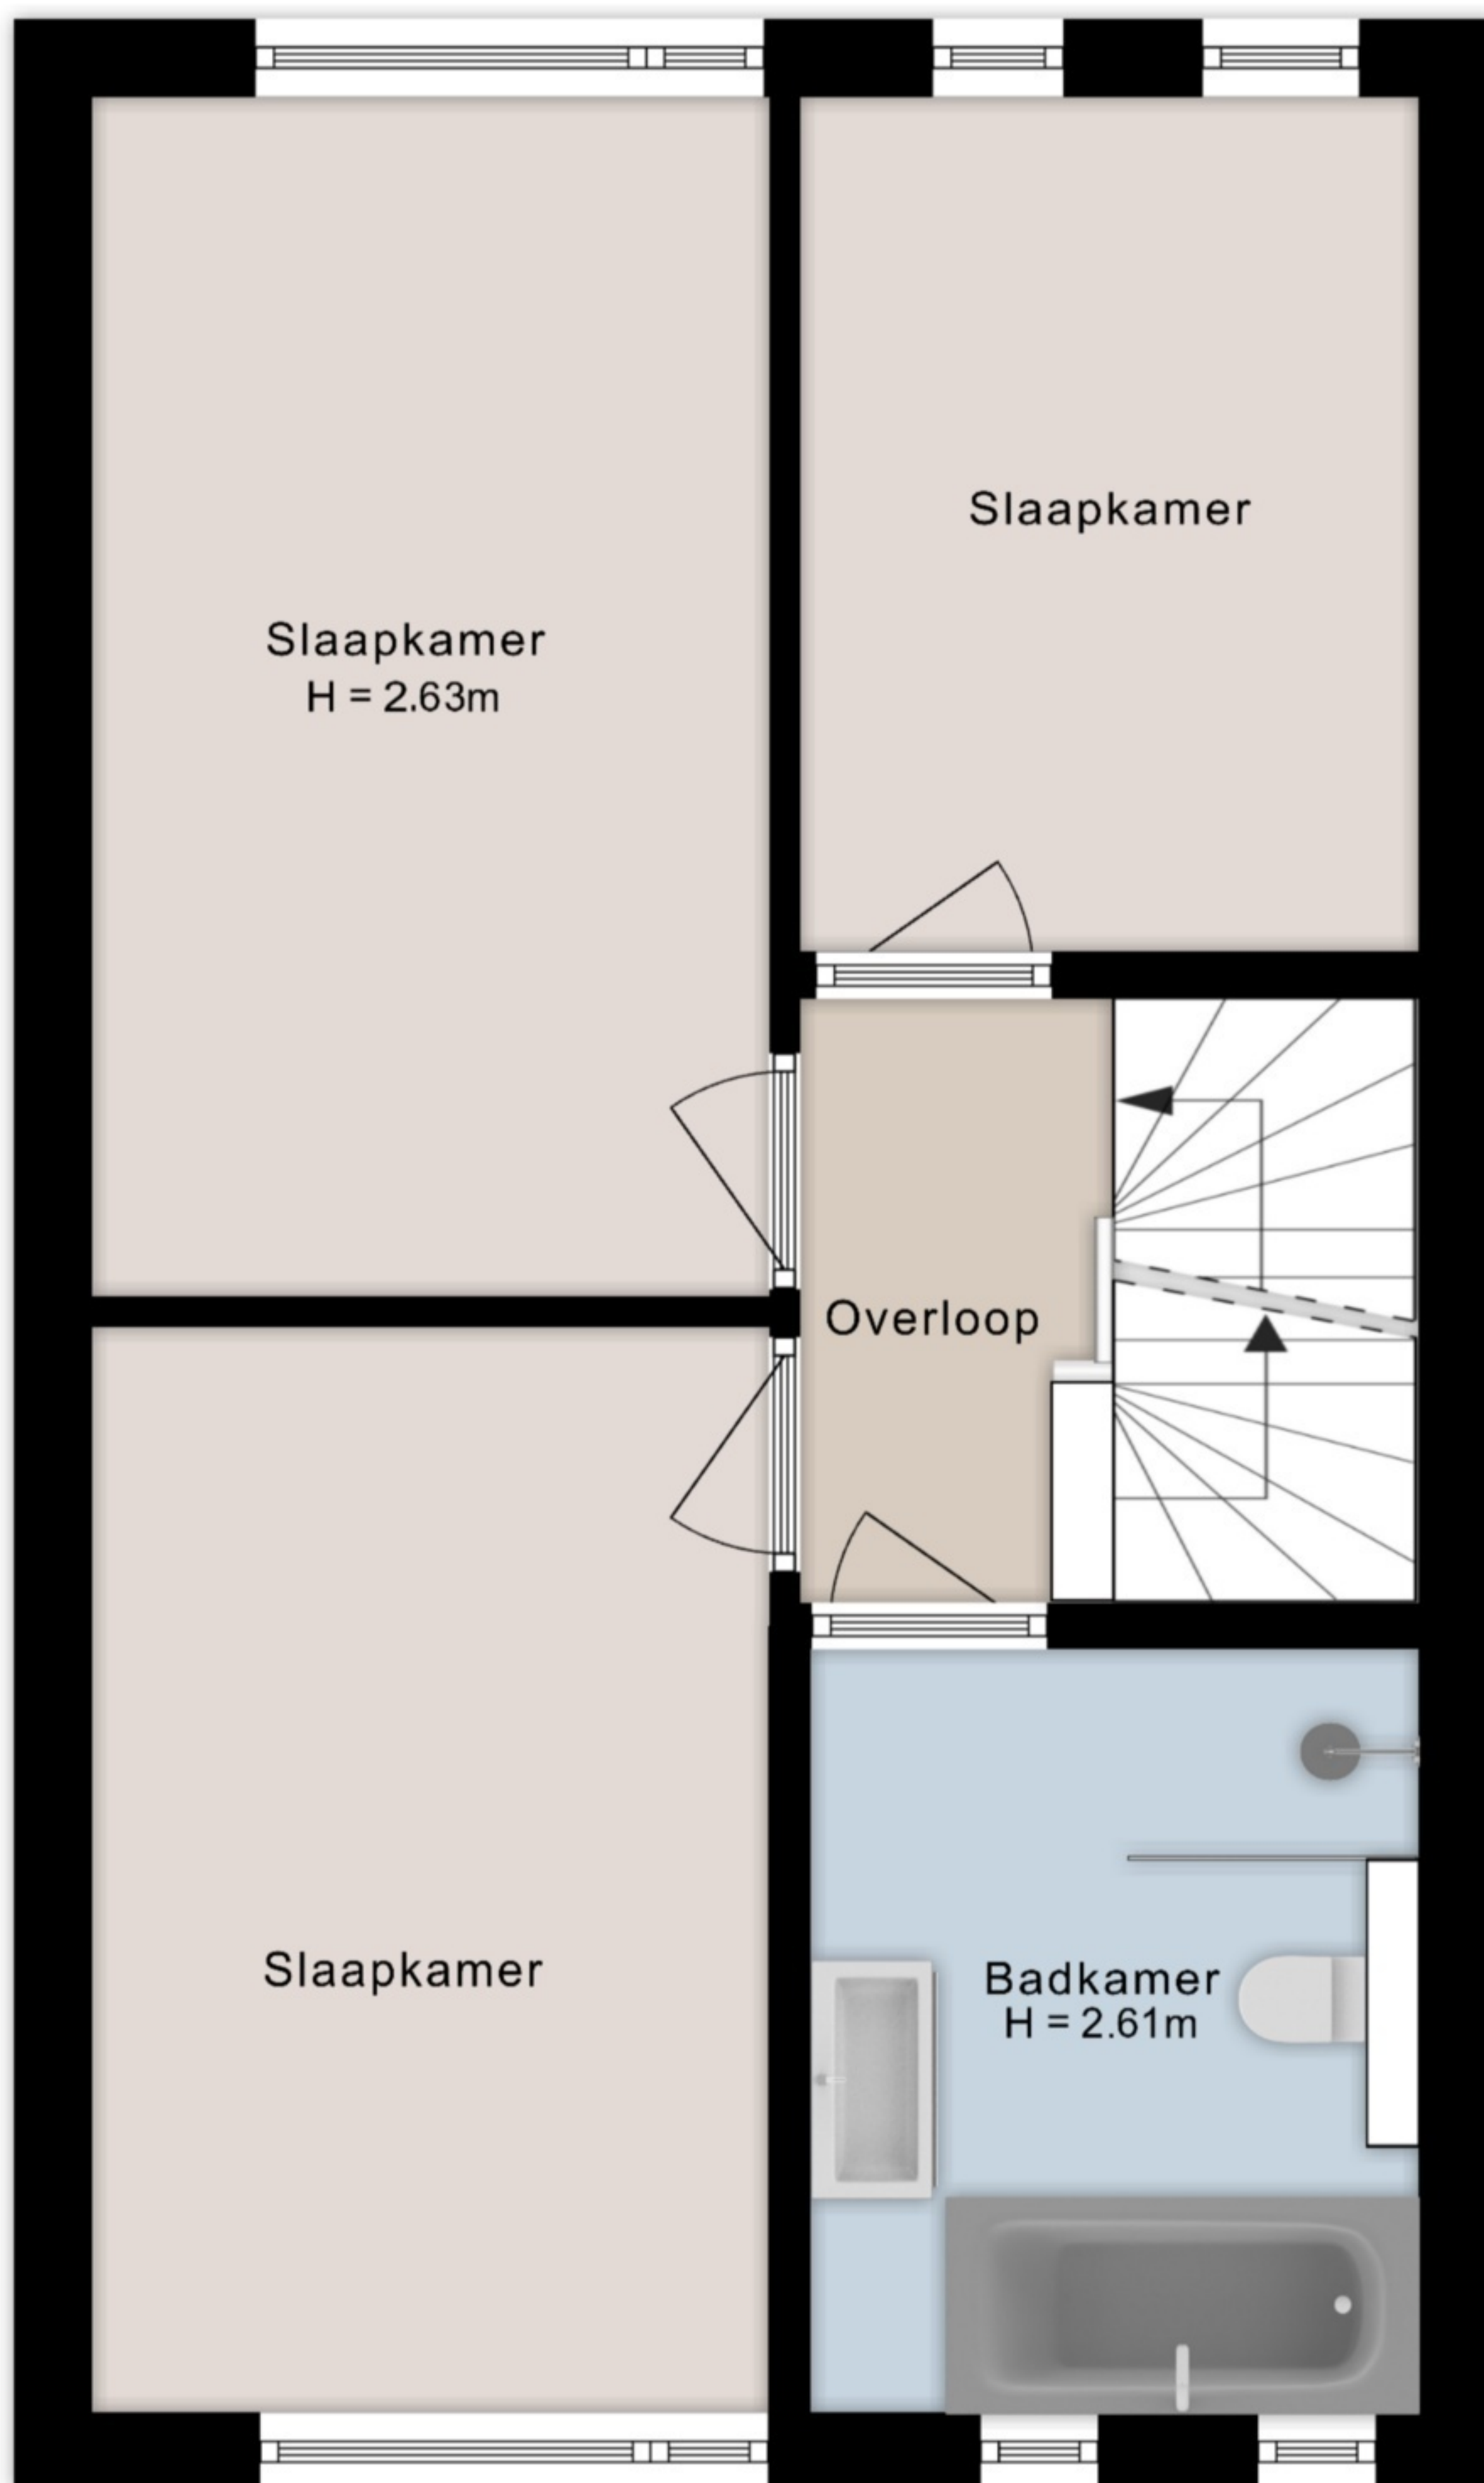 Slaapkamer
Slaapkamer
H = 2.63m
Overloop
Slaapkamer
Badkamer
H = 2.61m